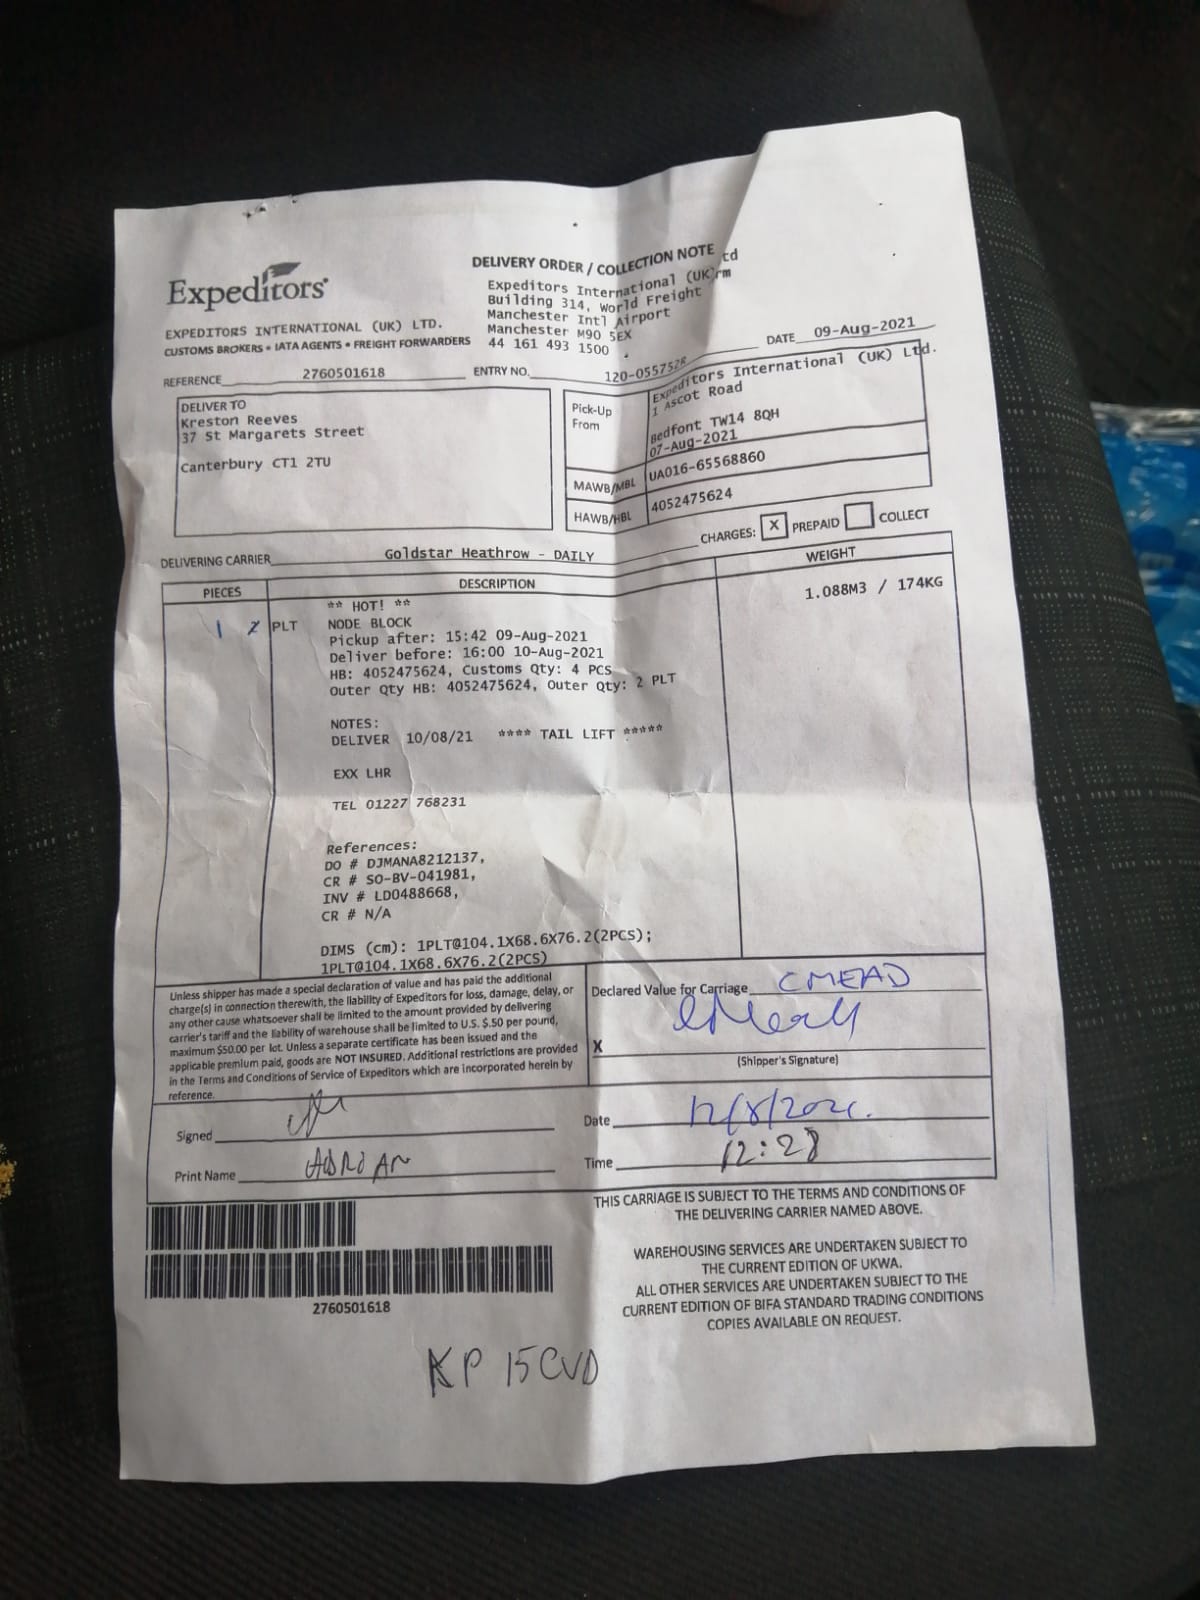 Expeditors
DELIVERY ORDER / COLLECTION NOTE
Expeditors International (UK) Ltd
Building 314, World Freight Trm
Manchester Intl Airport
Manchester M90 5EX
44 161 493 1500
EXPEDITORS INTERNATIONAL (UK) LTD.
CUSTOMS BROKERS • IATA AGENTS • FREIGHT FORWARDERS
DATE 09-Aug-2021
REFERENCE 2760501618
ENTRY NO. 120-055752R
DELIVER TO
Kreston Reeves
37 St Margarets Street
Canterbury CT1 2TU
Pick-Up From
Expeditors International (UK) Ltd.
1 Ascot Road
Bedfont TW14 8QH
07-Aug-2021
MAWB/MBL UA016-65568860
HAWB/HBL 4052475624
CHARGES: X PREPAID COLLECT
DELIVERING CARRIER Goldstar Heathrow - DAILY
PIECES DESCRIPTION WEIGHT
** HOT! ** 1.088M3 / 174KG
1 2 PLT NODE BLOCK
Pickup after: 15:42 09-Aug-2021
Deliver before: 16:00 10-Aug-2021
HB: 4052475624, Customs Qty: 4 PCS
Outer Qty HB: 4052475624, Outer Qty: 2 PLT
NOTES:
DELIVER 10/08/21 **** TAIL LIFT *****
EXX LHR
TEL 01227 768231
References:
DO # DJMANA8212137,
CR # SO-BV-041981,
INV # LD0488668,
CR # N/A
DIMS (cm): 1PLT@104.1X68.6X76.2(2PCS);
1PLT@104.1X68.6X76.2(2PCS)
Unless shipper has made a special declaration of value and has paid the additional
charge(s) in connection therewith, the liability of Expeditors for loss, damage, delay, or
any other cause whatsoever shall be limited to the amount provided by delivering
carrier's tariff and the liability of warehouse shall be limited to U.S. $.50 per pound,
maximum $50.00 per lot. Unless a separate certificate has been issued and the
applicable premium paid, goods are NOT INSURED. Additional restrictions are provided
in the Terms and Conditions of Service of Expeditors which are incorporated herein by
reference.
Declared Value for Carriage CMEAD
X
(Shipper's Signature)
Signed
Date 12/8/2021.
Print Name ADRIAN
Time 12:28
THIS CARRIAGE IS SUBJECT TO THE TERMS AND CONDITIONS OF
THE DELIVERING CARRIER NAMED ABOVE.
WAREHOUSING SERVICES ARE UNDERTAKEN SUBJECT TO
THE CURRENT EDITION OF UKWA.
ALL OTHER SERVICES ARE UNDERTAKEN SUBJECT TO THE
CURRENT EDITION OF BIFA STANDARD TRADING CONDITIONS
COPIES AVAILABLE ON REQUEST.
2760501618
KP 15CVD